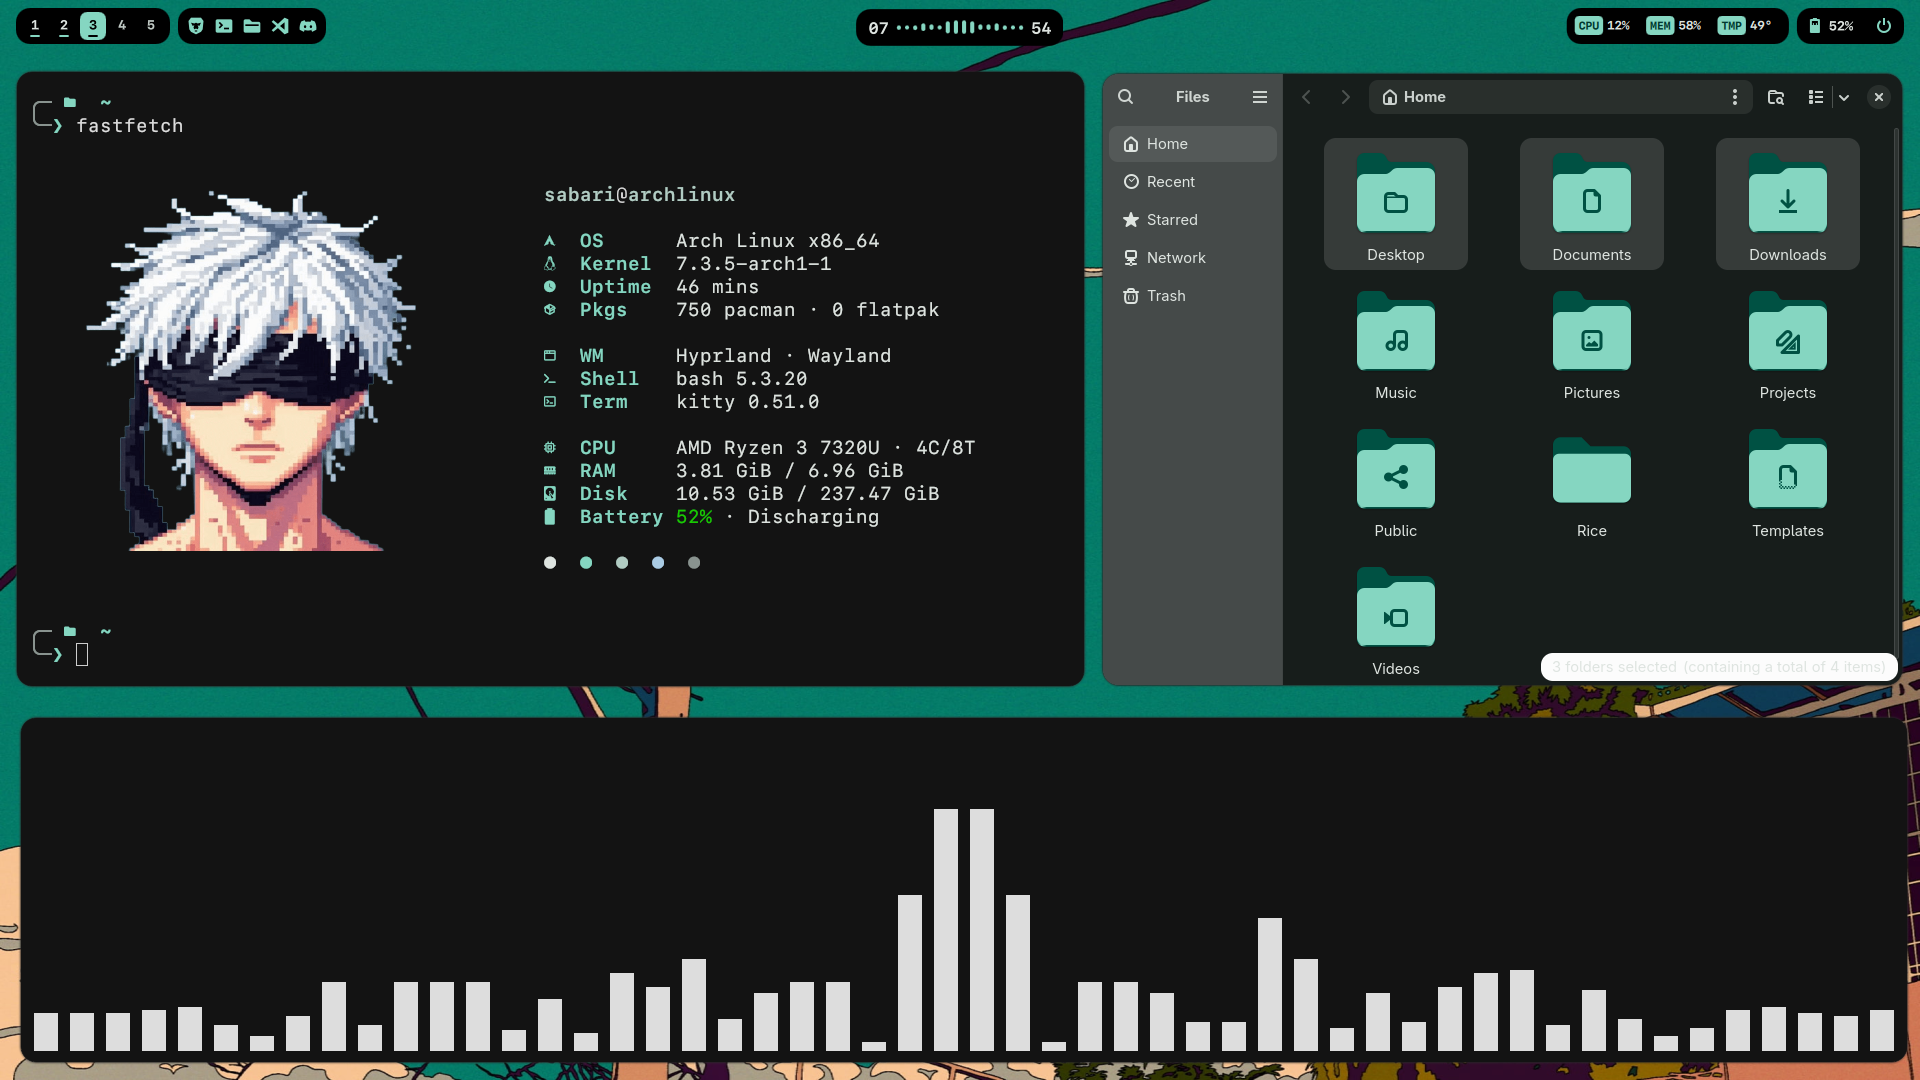 1 2 3 4 5
07 54
CPU 12% MEM 58% TMP 49°
52%
~
❯ fastfetch
sabari@archlinux
OS Arch Linux x86_64
Kernel 7.3.5-arch1-1
Uptime 46 mins
Pkgs 750 pacman · 0 flatpak
WM Hyprland · Wayland
Shell bash 5.3.20
Term kitty 0.51.0
CPU AMD Ryzen 3 7320U · 4C/8T
RAM 3.81 GiB / 6.96 GiB
Disk 10.53 GiB / 237.47 GiB
Battery 52% · Discharging
~
❯
Files
Home
Home
Recent
Starred
Network
Trash
Desktop Documents Downloads
Music Pictures Projects
Public Rice Templates
Videos
3 folders selected (containing a total of 4 items)